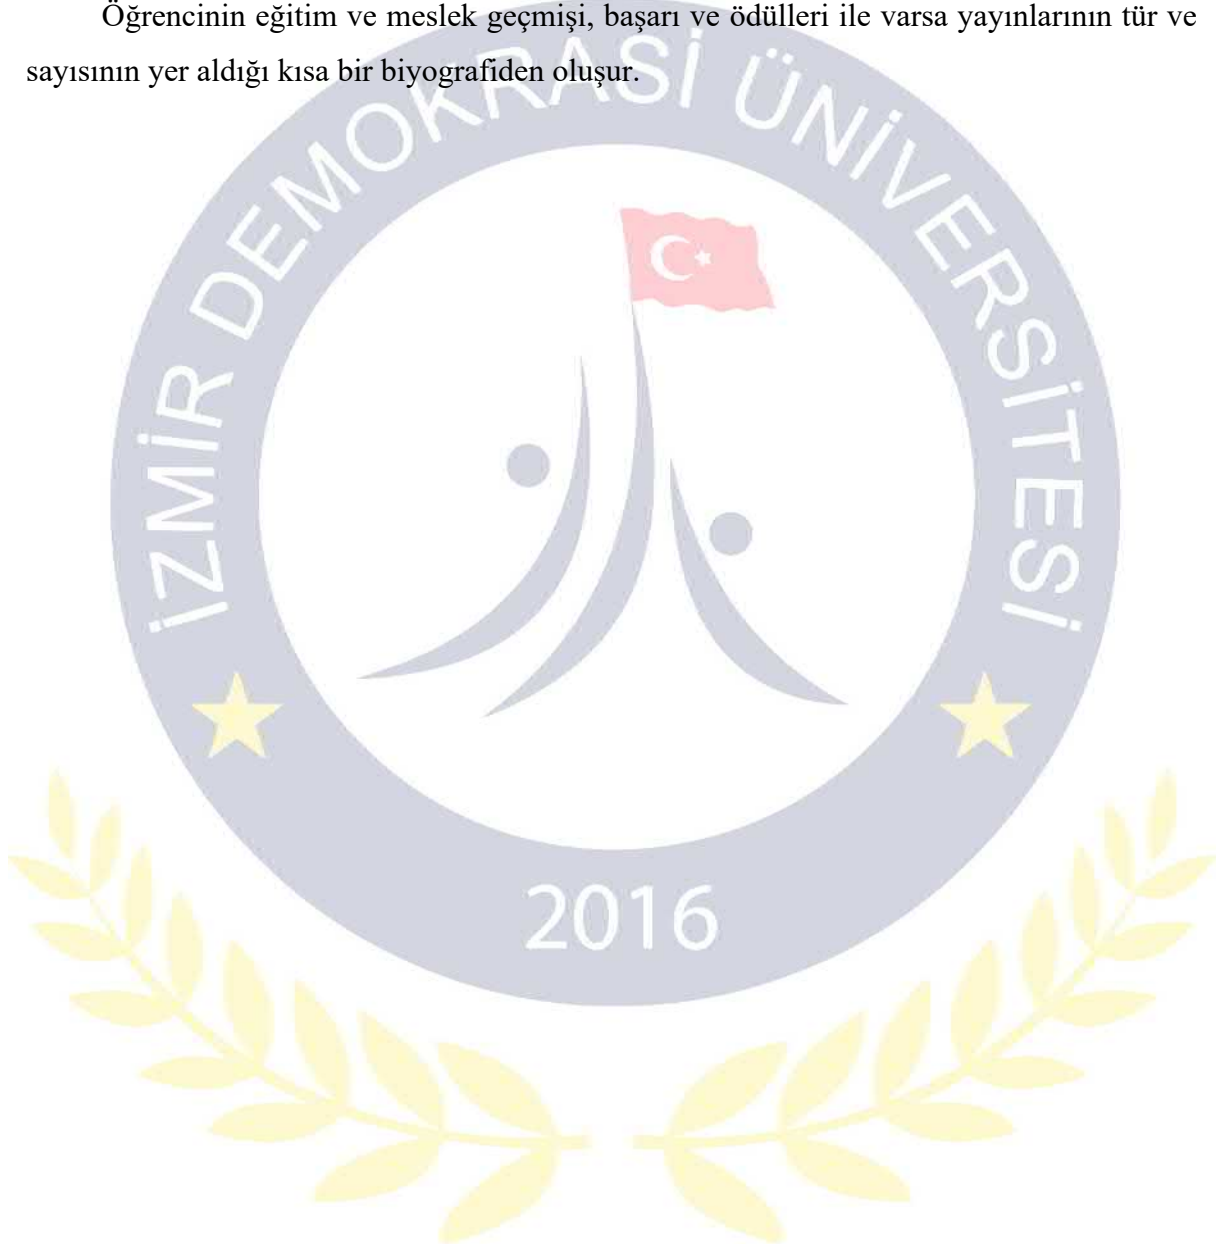 Öğrencinin eğitim ve meslek geçmişi, başarı ve ödülleri ile varsa yayınlarının tür ve
sayısının yer aldığı kısa bir biyografiden oluşur.
İZMİR DEMOKRASİ ÜNİVERSİTESİ
2016